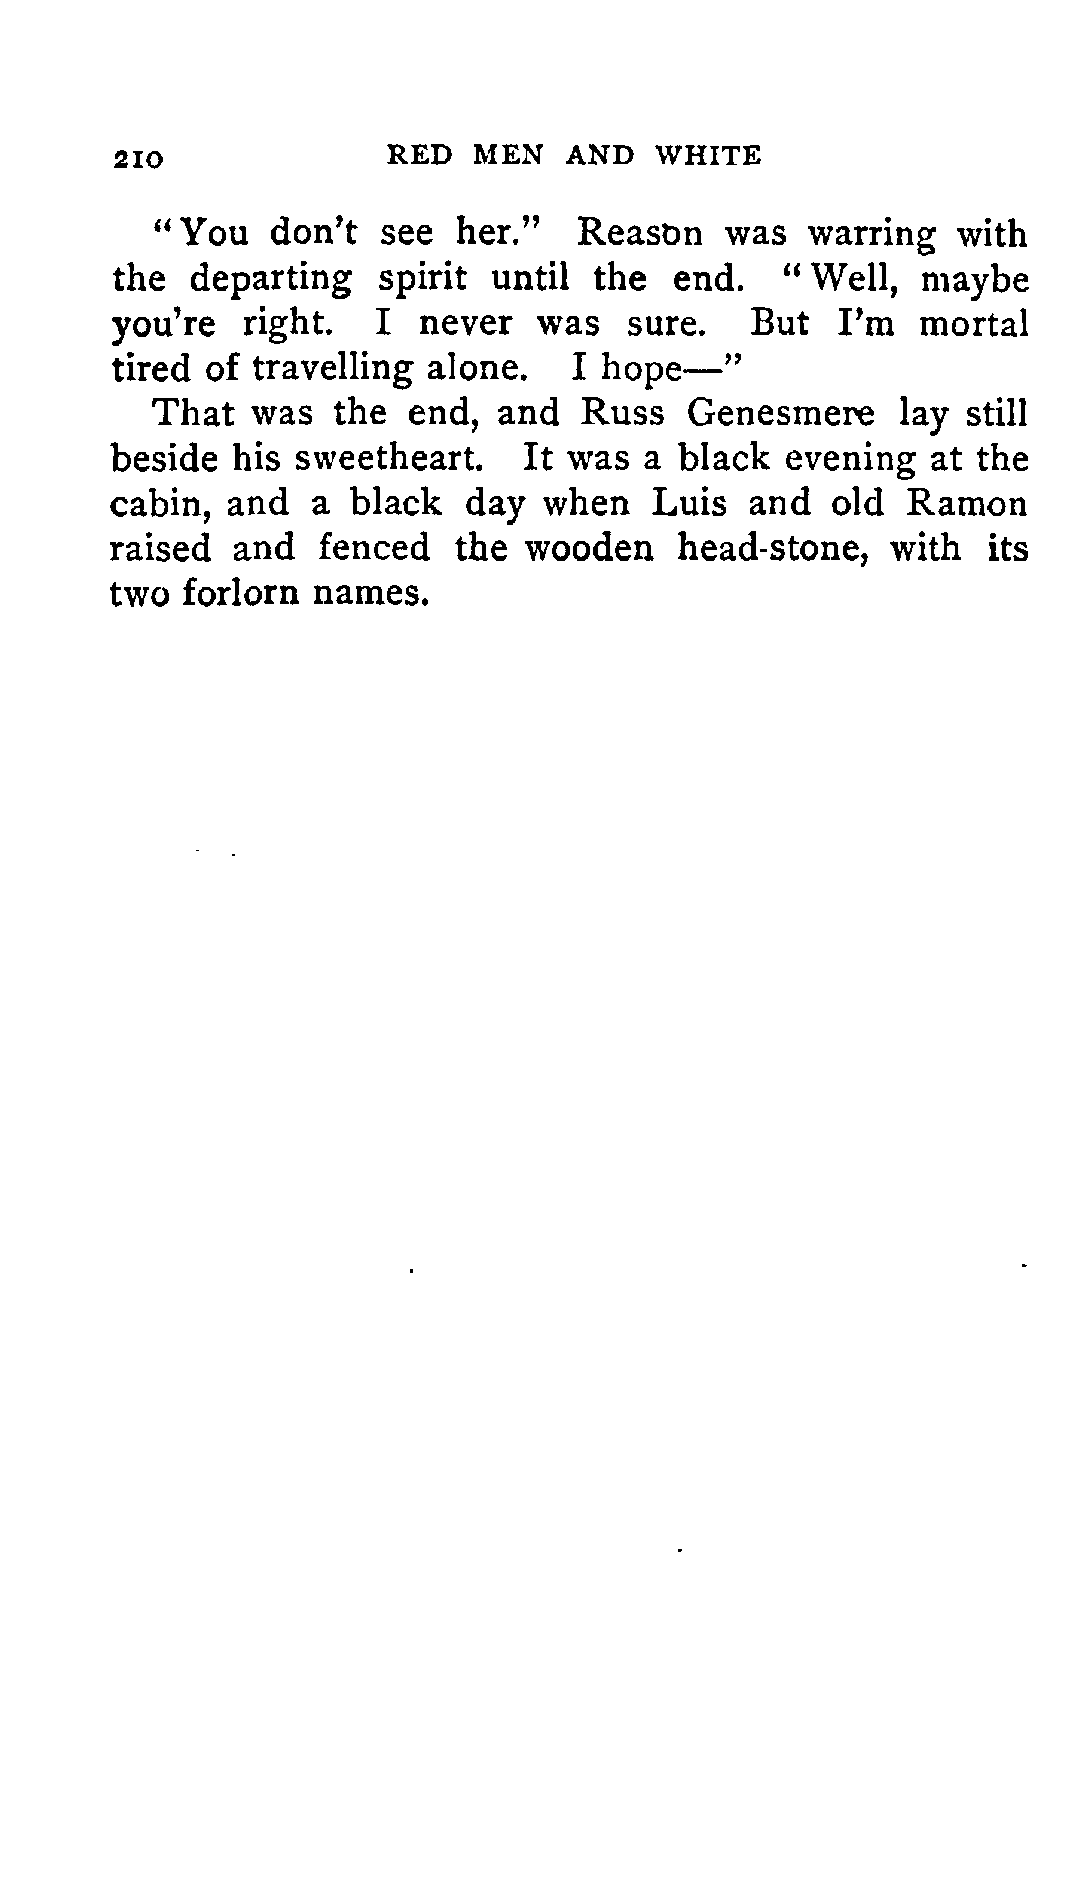 210 RED MEN AND WHITE
“You don't see her.” Reason was warring with
the departing spirit until the end. “Well, maybe
you're right. I never was sure. But I'm mortal
tired of travelling alone. I hope—”
That was the end, and Russ Genesmere lay still
beside his sweetheart. It was a black evening at the
cabin, and a black day when Luis and old Ramon
raised and fenced the wooden head-stone, with its
two forlorn names.